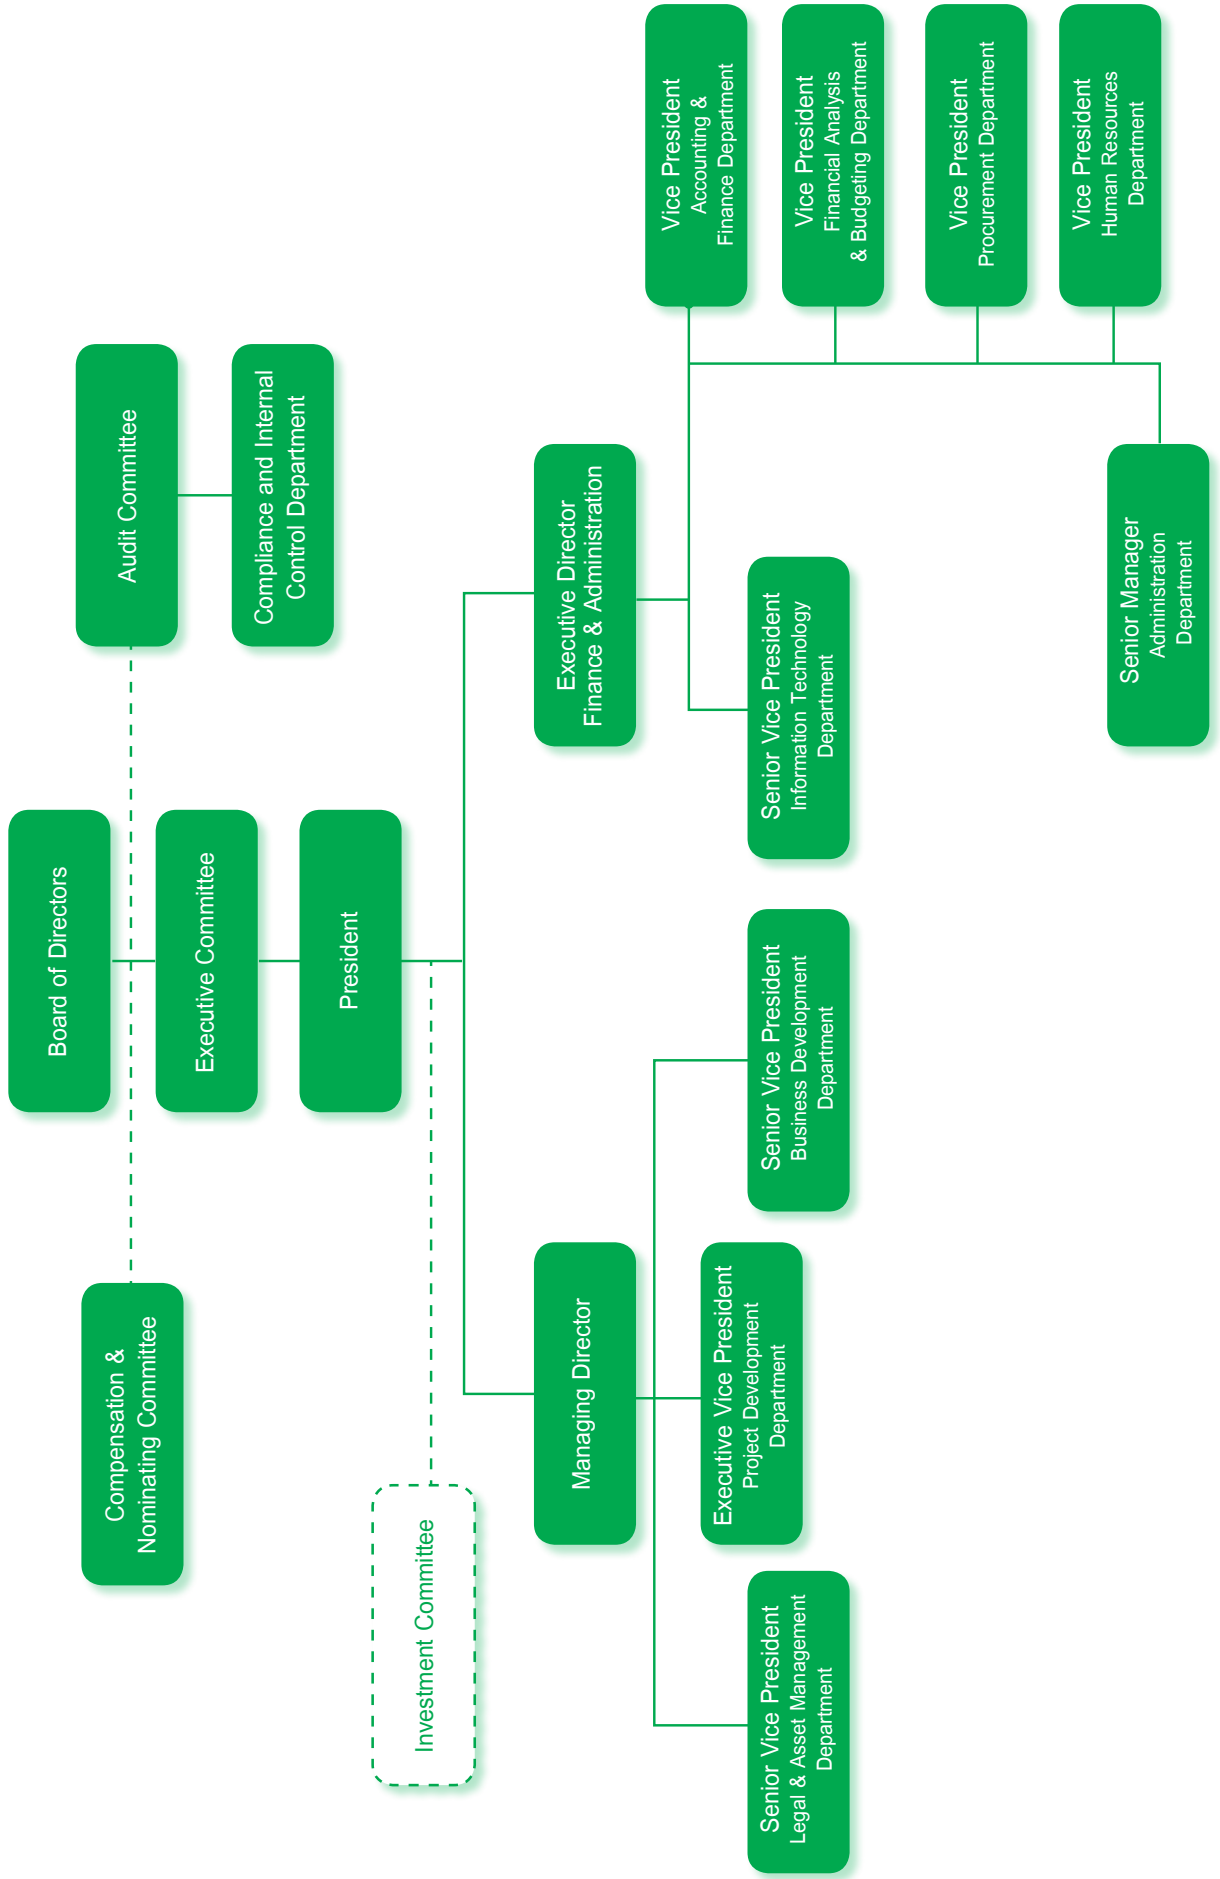 Board of Directors
Compensation &
Nominating Committee
Audit Committee
Executive Committee
Compliance and Internal
Control Department
President
Investment Committee
Managing Director
Executive Director
Finance & Administration
Senior Vice President
Legal & Asset Management
Department
Executive Vice President
Project Development
Department
Senior Vice President
Business Development
Department
Senior Vice President
Information Technology
Department
Vice President
Accounting &
Finance Department
Vice President
Financial Analysis
& Budgeting Department
Vice President
Procurement Department
Vice President
Human Resources
Department
Senior Manager
Administration
Department